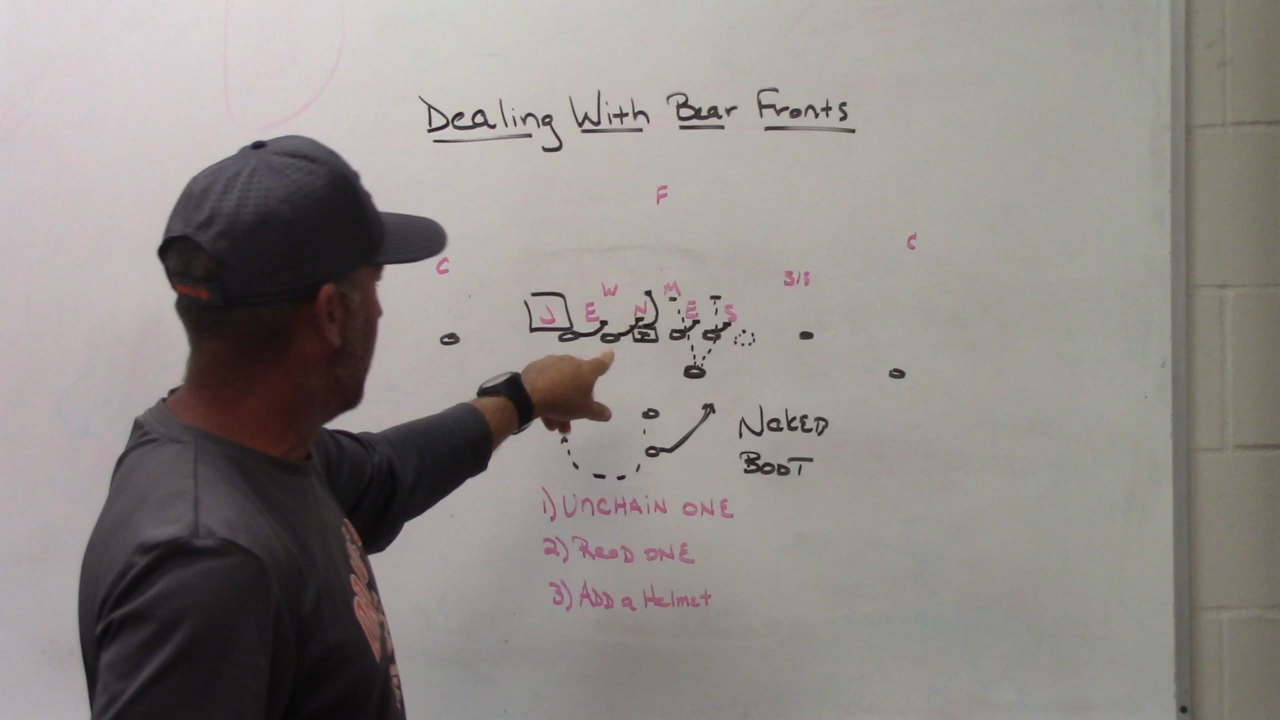 Dealing With Bear Fronts
F
C
C
S/S
W M
J E N E S
NAKED
BOOT
1) UNCHAIN ONE
2) READ ONE
3) ADD a Helmet